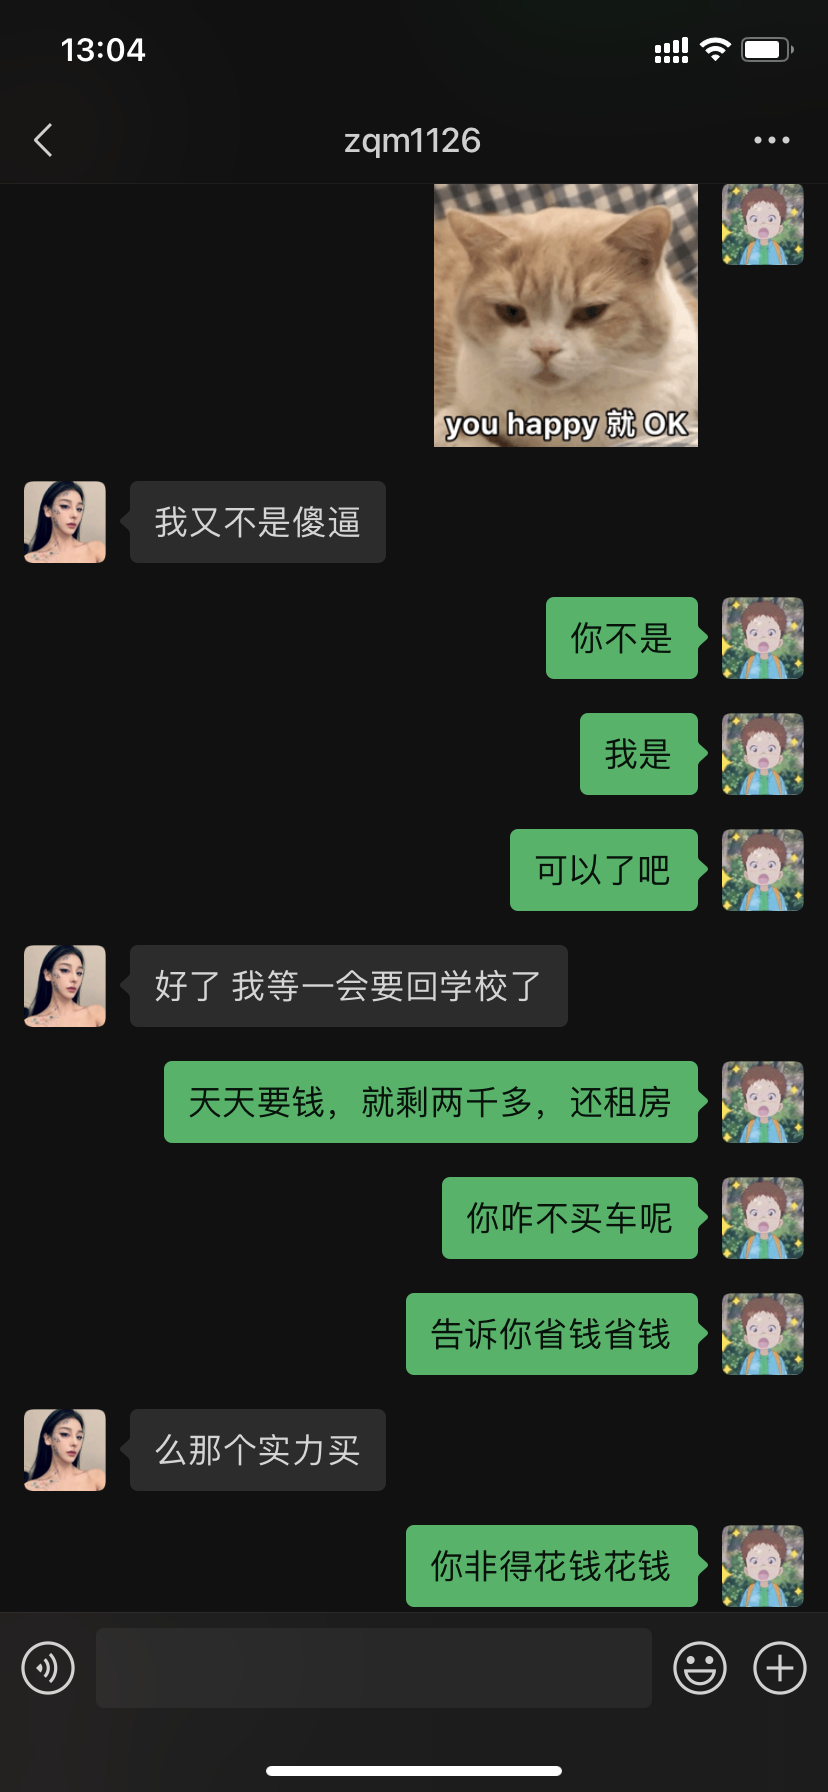 13:04
zqm1126
you happy 就 OK
我又不是傻逼
你不是
我是
可以了吧
好了 我等一会要回学校了
天天要钱，就剩两千多，还租房
你咋不买车呢
告诉你省钱省钱
么那个实力买
你非得花钱花钱